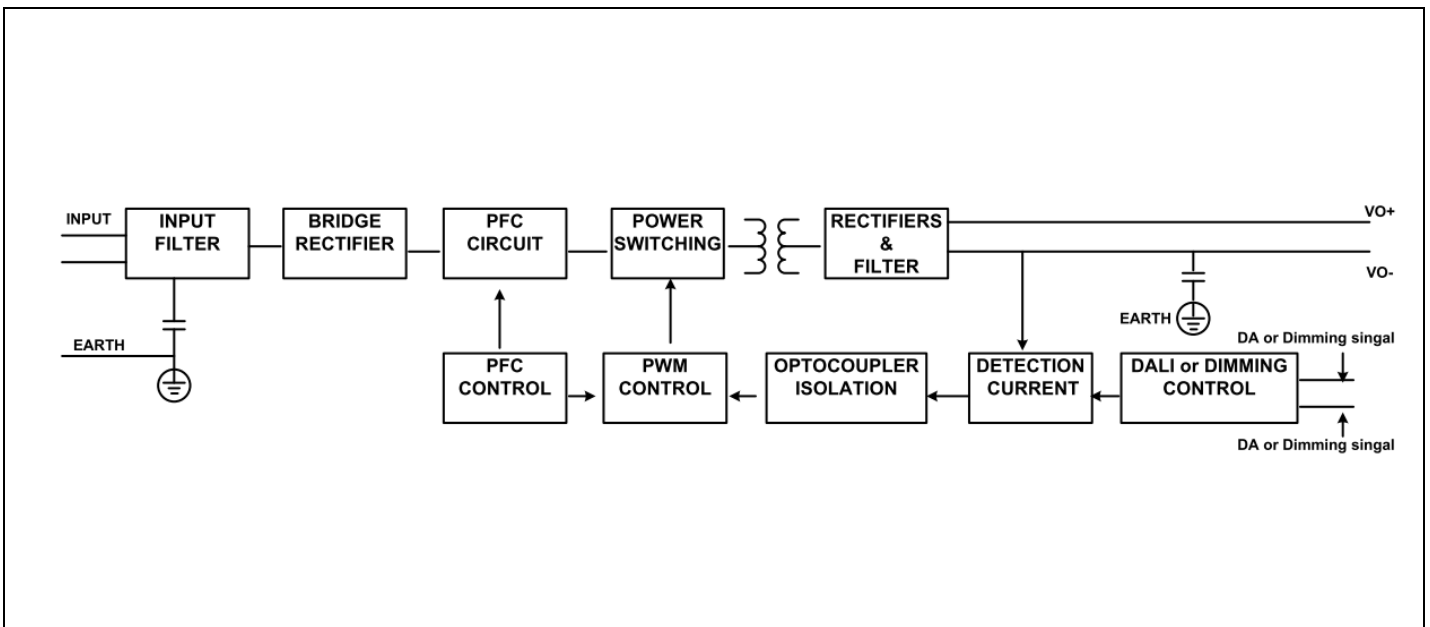 INPUT
INPUT
FILTER
BRIDGE
RECTIFIER
PFC
CIRCUIT
POWER
SWITCHING
RECTIFIERS
&
FILTER
VO+
VO-
EARTH
EARTH
DA or Dimming singal
PFC
CONTROL
PWM
CONTROL
OPTOCOUPLER
ISOLATION
DETECTION
CURRENT
DALI or DIMMING
CONTROL
DA or Dimming singal